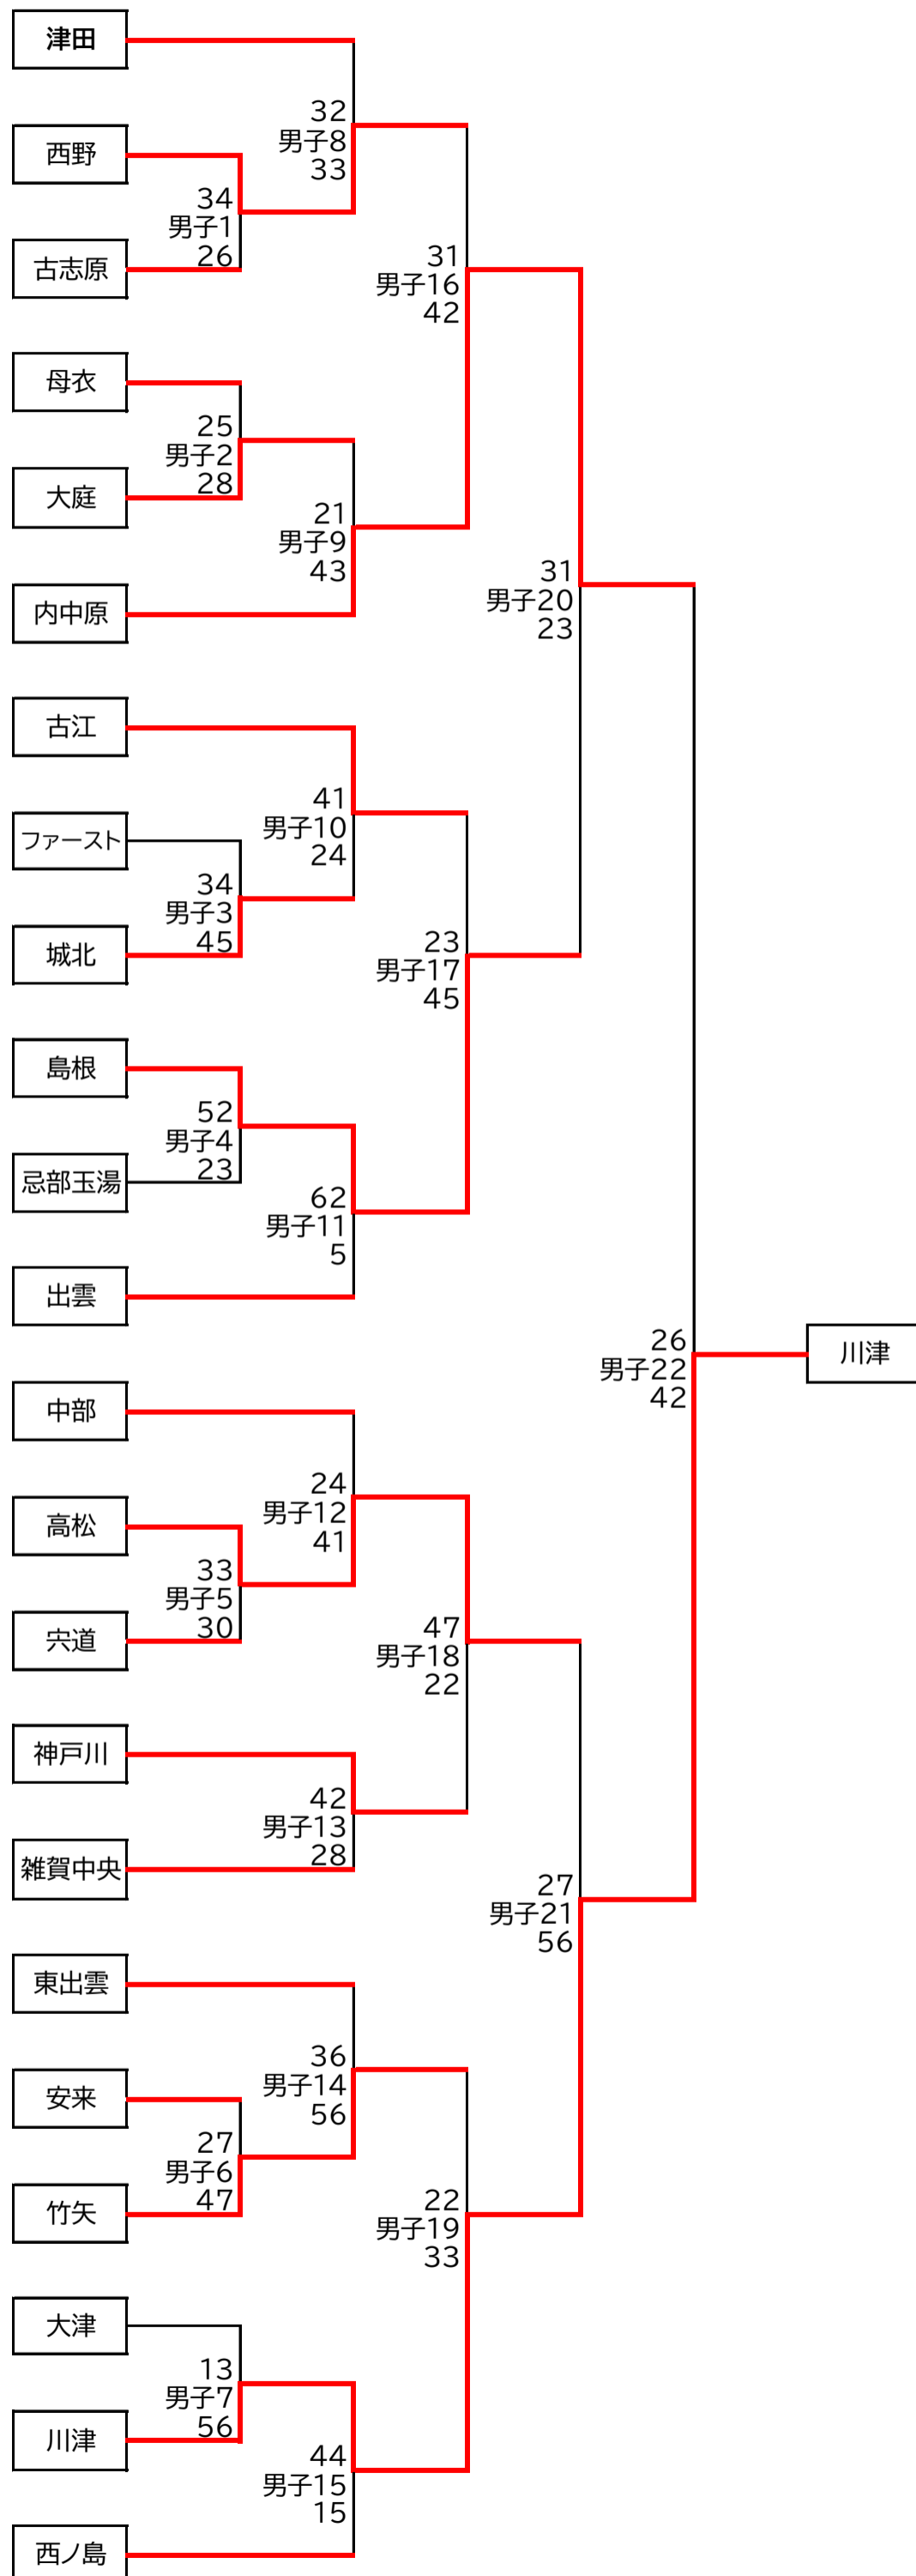 津田
32
男子8
33
西野
34
男子1
26
古志原
31
男子16
42
母衣
25
男子2
28
大庭
21
男子9
43
内中原
31
男子20
23
古江
41
男子10
24
ファースト
34
男子3
45
城北
23
男子17
45
島根
52
男子4
23
忌部玉湯
62
男子11
5
出雲
26
男子22
42
川津
中部
24
男子12
41
高松
33
男子5
30
宍道
47
男子18
22
神戸川
42
男子13
28
雑賀中央
27
男子21
56
東出雲
36
男子14
56
安来
27
男子6
47
竹矢
22
男子19
33
大津
13
男子7
56
川津
44
男子15
15
西ノ島